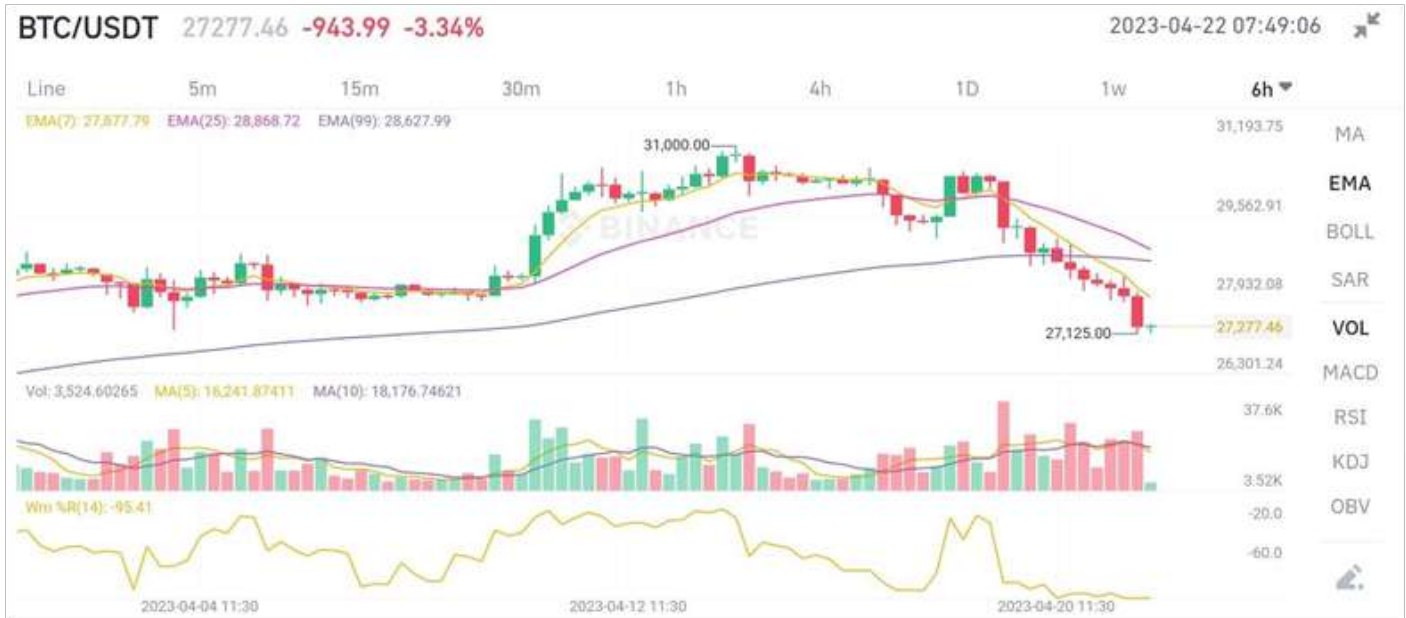 BTC/USDT 27277.46 -943.99 -3.34% 2023-04-22 07:49:06
Line 5m 15m 30m 1h 4h 1D 1w 6h
EMA(7): 27,877.79 EMA(25): 28,868.72 EMA(99): 28,627.99
31,193.75
MA
31,000.00
EMA
29,562.91
BINANCE
BOLL
SAR
27,932.08
27,277.46
VOL
27,125.00
26,301.24
MACD
Vol: 3,524.60265 MA(5): 16,241.87411 MA(10): 18,176.74621
37.6K
RSI
KDJ
3.52K
Wm %R(14): -95.41
OBV
-20.0
-60.0
2023-04-04 11:30 2023-04-12 11:30 2023-04-20 11:30